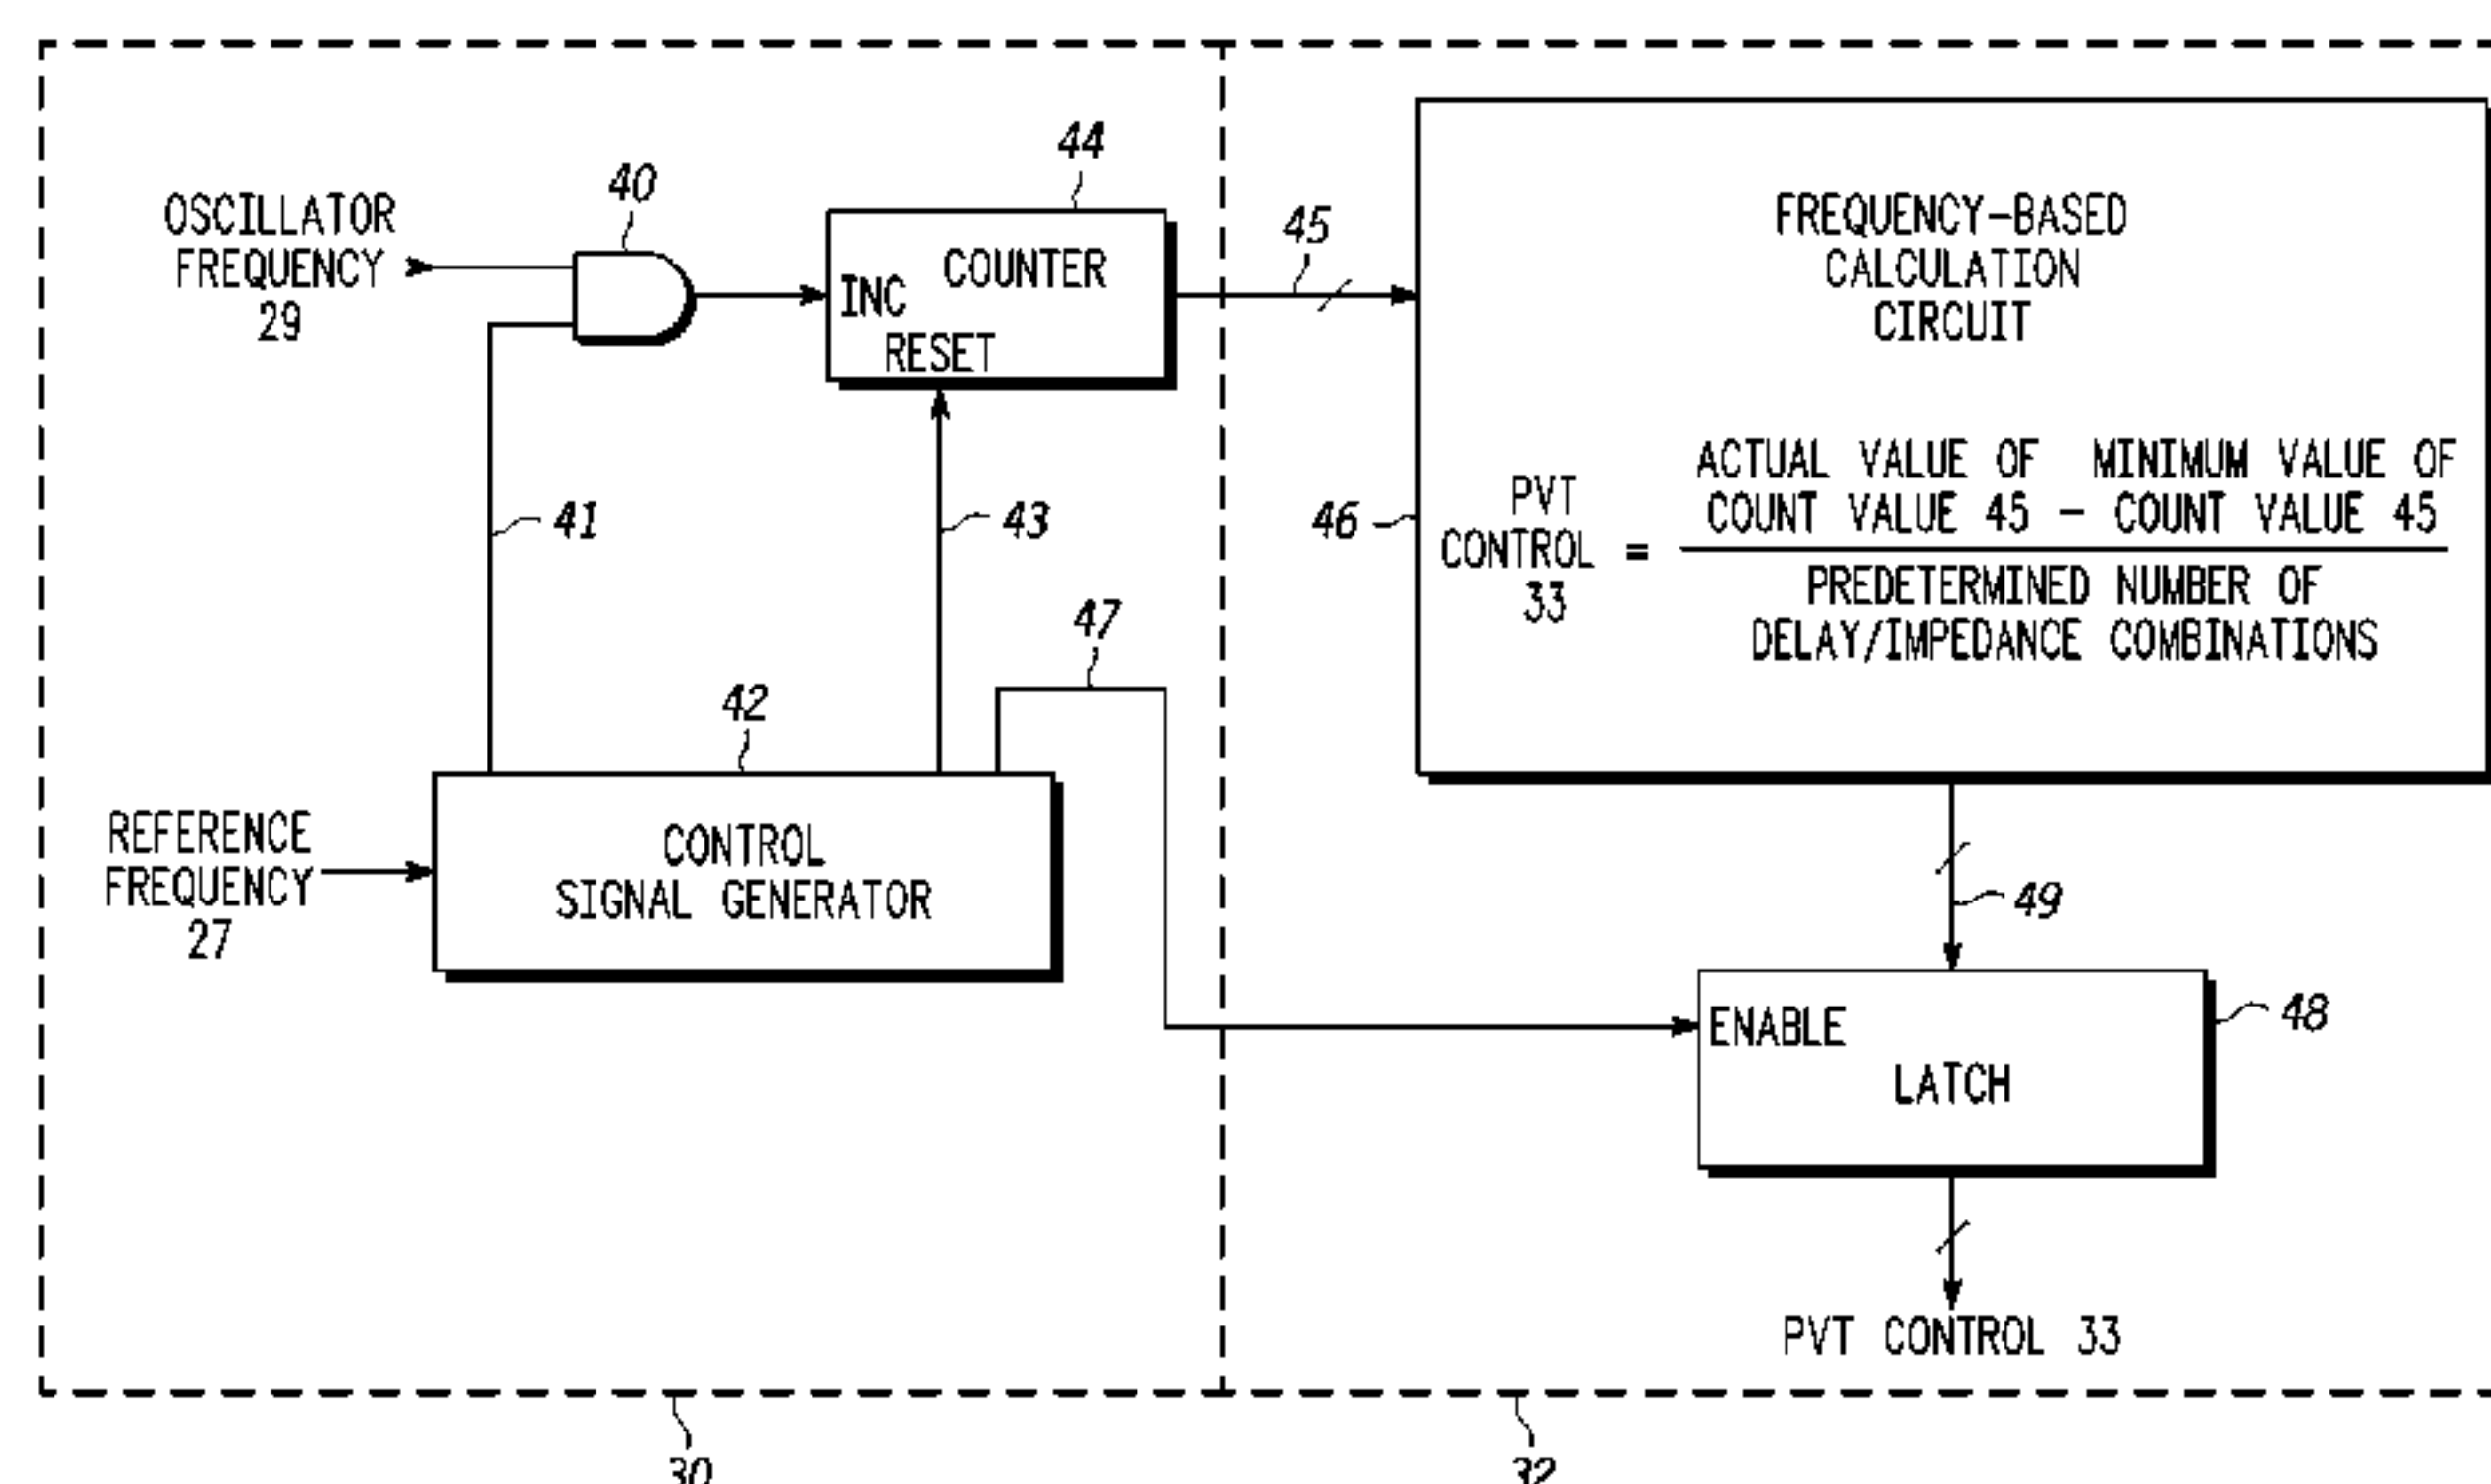 44
40
OSCILLATOR
FREQUENCY
29
COUNTER
INC
RESET
45
FREQUENCY-BASED
CALCULATION
CIRCUIT
41
43
46
PVT
CONTROL =
33
ACTUAL VALUE OF MINIMUM VALUE OF
COUNT VALUE 45 - COUNT VALUE 45
PREDETERMINED NUMBER OF
DELAY/IMPEDANCE COMBINATIONS
47
42
REFERENCE
FREQUENCY
27
CONTROL
SIGNAL GENERATOR
49
ENABLE
LATCH
48
PVT CONTROL 33
30
32